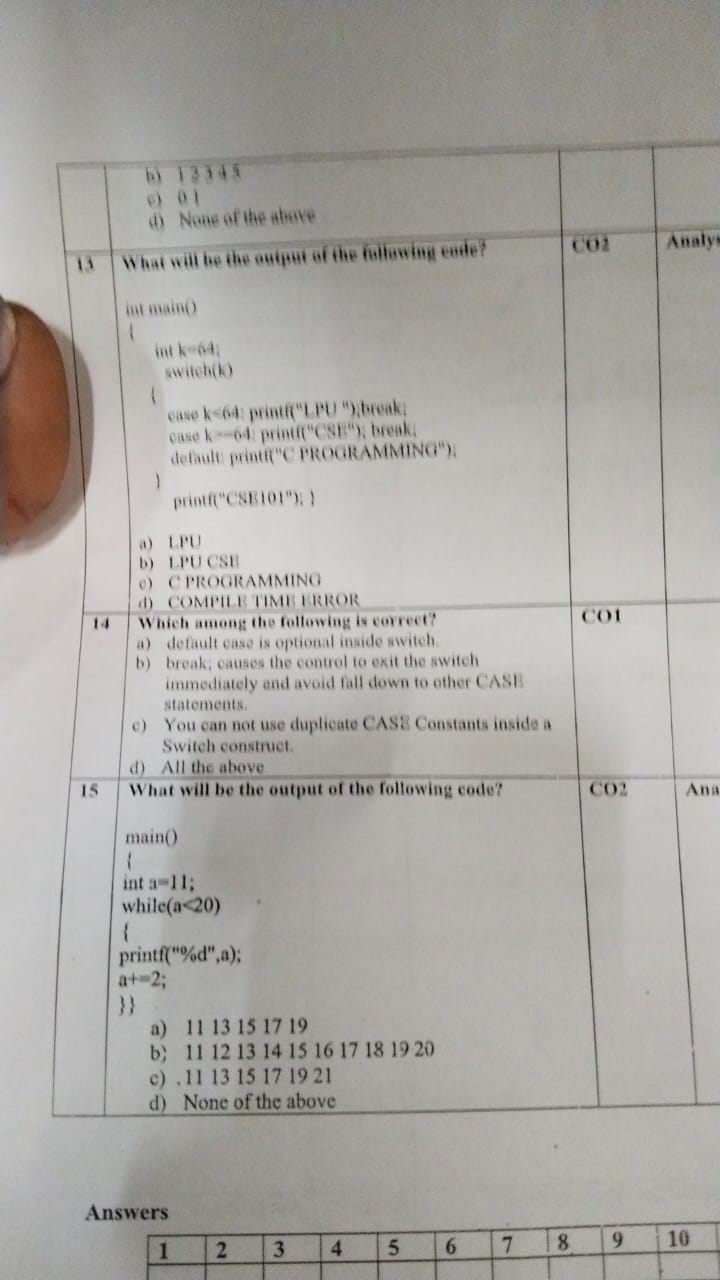 b) 1 2 3 4 5
c) 0 1
d) None of the above
13 What will be the output of the following code? CO2 Analys
int main()
{
int k=64;
switch(k)
{
case k<64: printf("LPU ");break;
case k==64: printf("CSE"); break;
default: printf("C PROGRAMMING");
}
printf("CSE101"); }
a) LPU
b) LPU CSE
c) C PROGRAMMING
d) COMPILE TIME ERROR
14 Which among the following is correct? CO1
a) default case is optional inside switch.
b) break; causes the control to exit the switch
immediately and avoid fall down to other CASE
statements.
c) You can not use duplicate CASE Constants inside a
Switch construct.
d) All the above
15 What will be the output of the following code? CO2 Ana
main()
{
int a=11;
while(a<20)
{
printf("%d",a);
a+=2;
}}
a) 11 13 15 17 19
b) 11 12 13 14 15 16 17 18 19 20
c) .11 13 15 17 19 21
d) None of the above
Answers
1 2 3 4 5 6 7 8 9 10